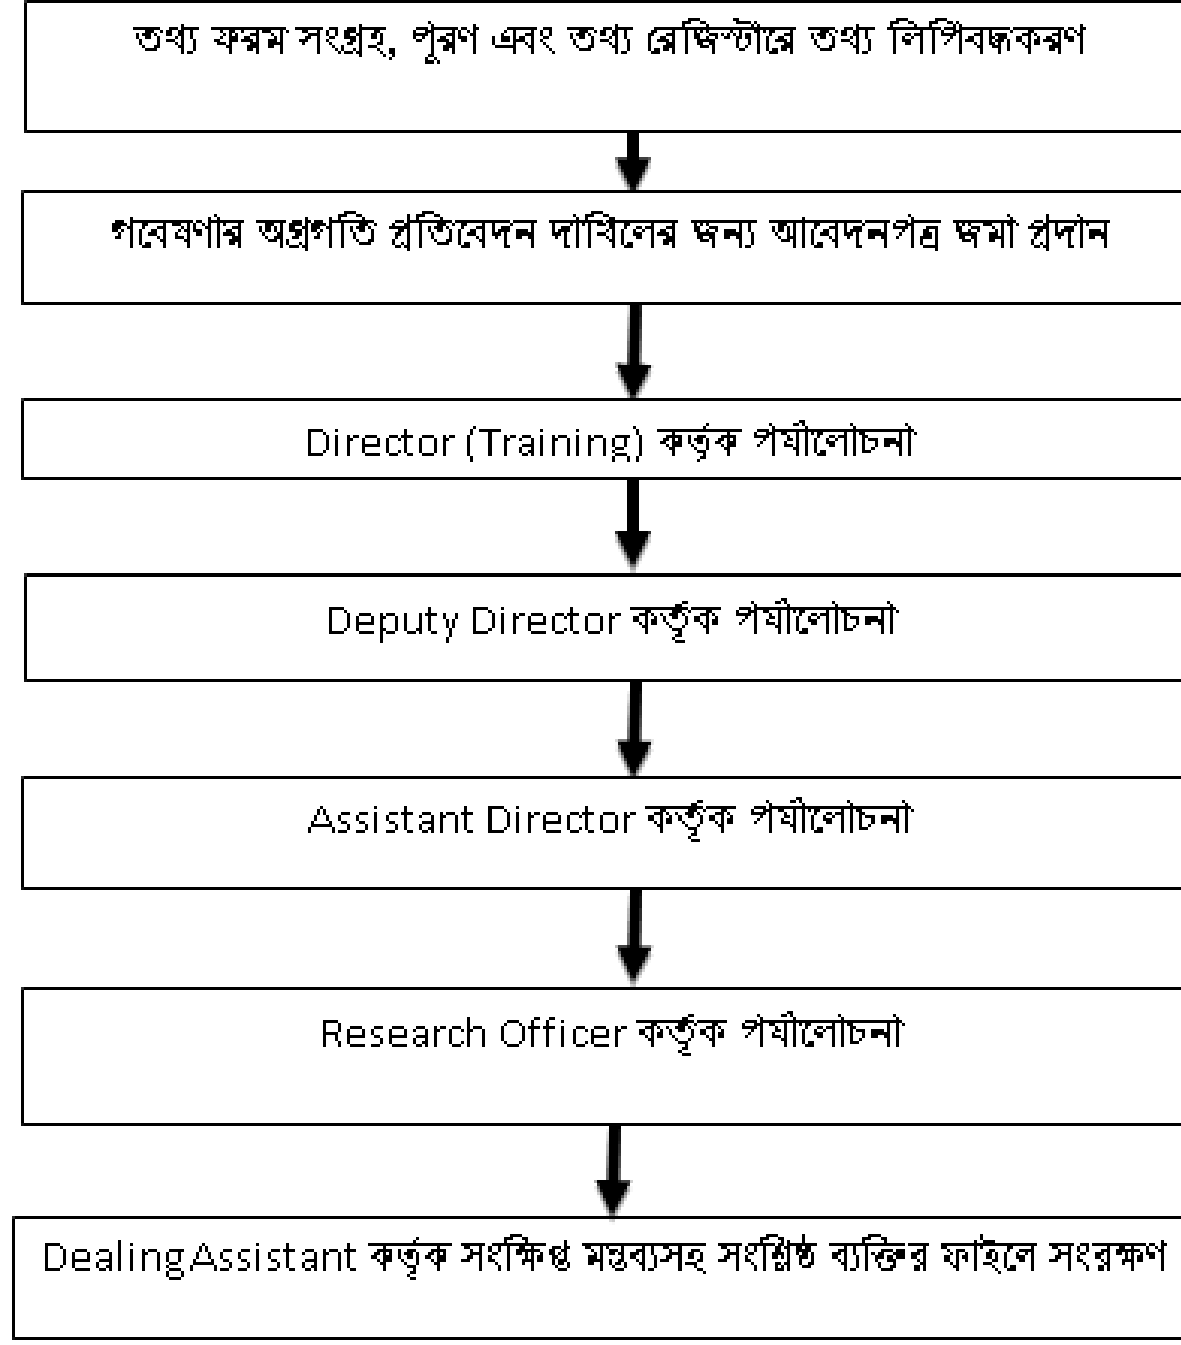 তথ্য ফরম সংগ্রহ, পূরণ এবং তথ্য রেজিস্টারে তথ্য লিপিবদ্ধকরণ
গবেষণার অগ্রগতি প্রতিবেদন দাখিলের জন্য আবেদনপত্র জমা প্রদান
Director (Training) কর্তৃক পর্যালোচনা
Deputy Director কর্তৃক পর্যালোচনা
Assistant Director কর্তৃক পর্যালোচনা
Research Officer কর্তৃক পর্যালোচনা
Dealing Assistant কর্তৃক সংক্ষিপ্ত মন্তব্যসহ সংশ্লিষ্ঠ ব্যক্তির ফাইলে সংরক্ষণ